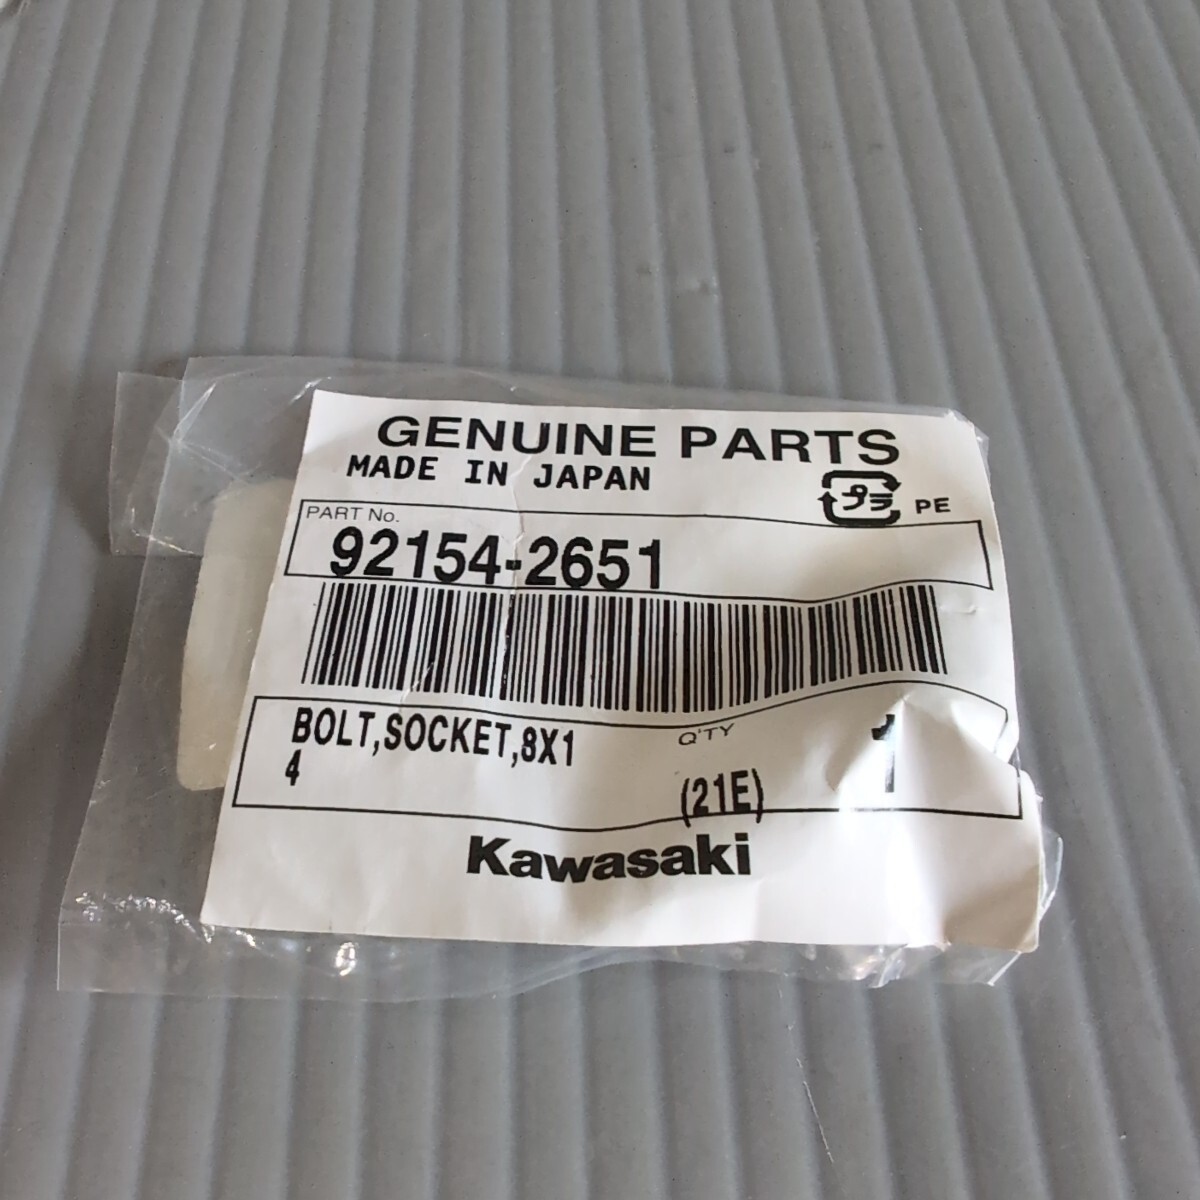 GENUINE PARTS
MADE IN JAPAN
プラ PE
PART No.
92154-2651
BOLT,SOCKET,8X1
4
Q'TY
1
(21E)
Kawasaki